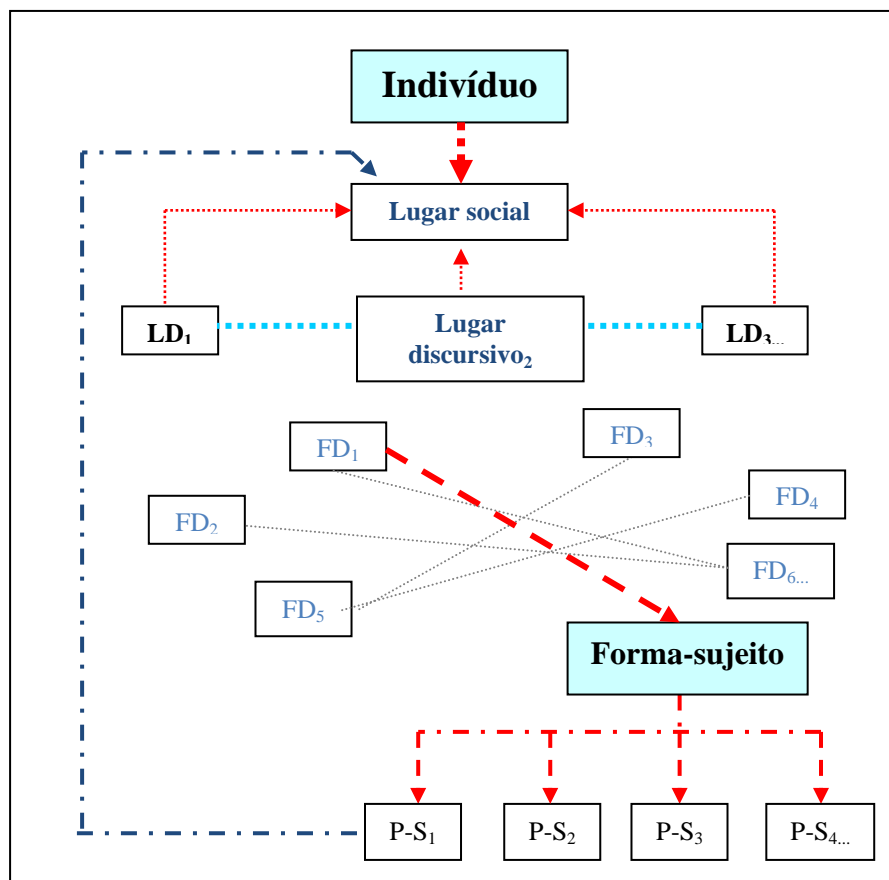 Indivíduo
Lugar social
LD₁
Lugar
discursivo₂
LD₃...
FD₁
FD₃
FD₂
FD₄
FD₅
FD₆...
Forma-sujeito
P-S₁
P-S₂
P-S₃
P-S₄...